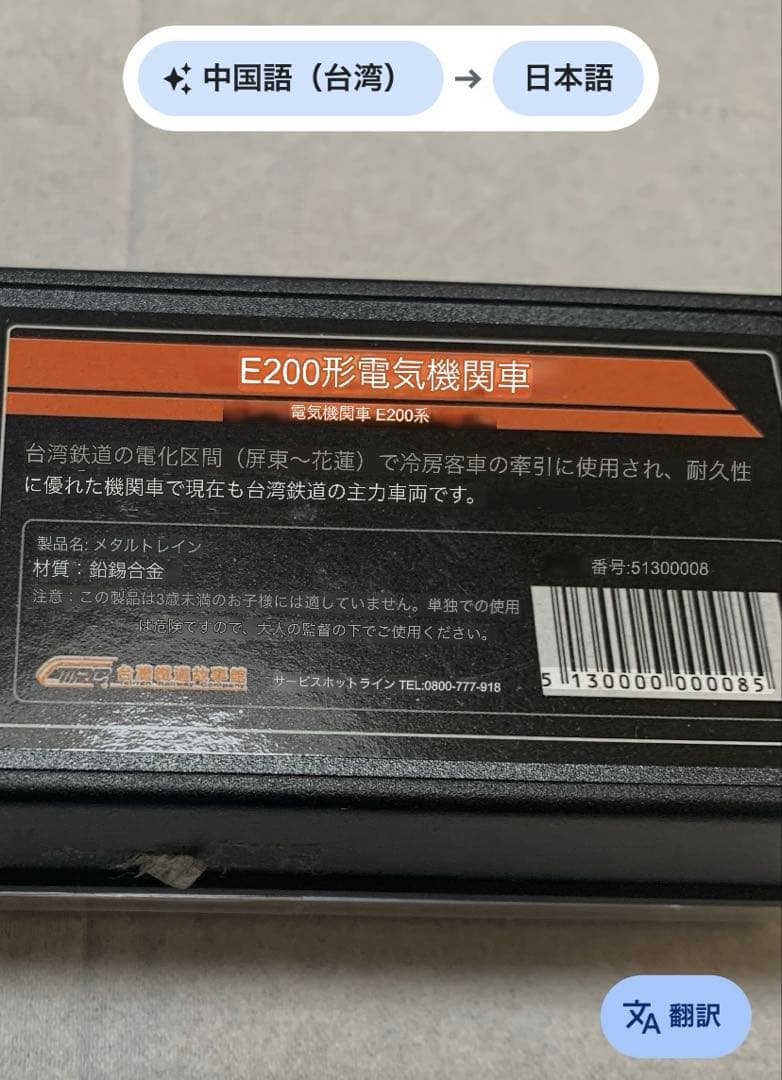 中国語（台湾） → 日本語
E200形電気機関車
電気機関車 E200系
台湾鉄道の電化区間（屏東～花蓮）で冷房客車の牽引に使用され、耐久性
に優れた機関車で現在も台湾鉄道の主力車両です。
製品名: メタルトレイン
材質：鉛錫合金
番号:51300008
注意：この製品は3歳未満のお子様には適していません。単独での使用
は危険ですので、大人の監督の下でご使用ください。
台灣鐵道故事館
サービスホットライン TEL:0800-777-918
5 130000 000085
翻訳